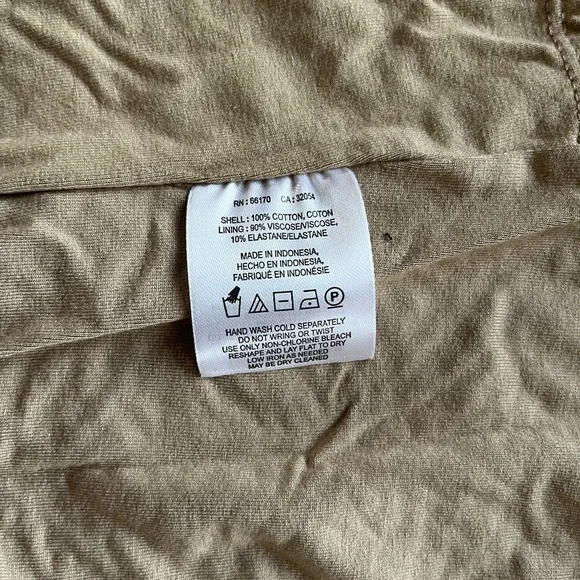 RN : 66170 CA : 32054
SHELL : 100% COTTON, COTON
LINING : 90% VISCOSE/VISCOSE,
10% ELASTANE/ELASTANE
MADE IN INDONESIA,
HECHO EN INDONESIA,
FABRIQUÉ EN INDONÉSIE
P
HAND WASH COLD SEPARATELY
DO NOT WRING OR TWIST
USE ONLY NON-CHLORINE BLEACH
RESHAPE AND LAY FLAT TO DRY
LOW IRON AS NEEDED
MAY BE DRY CLEANED